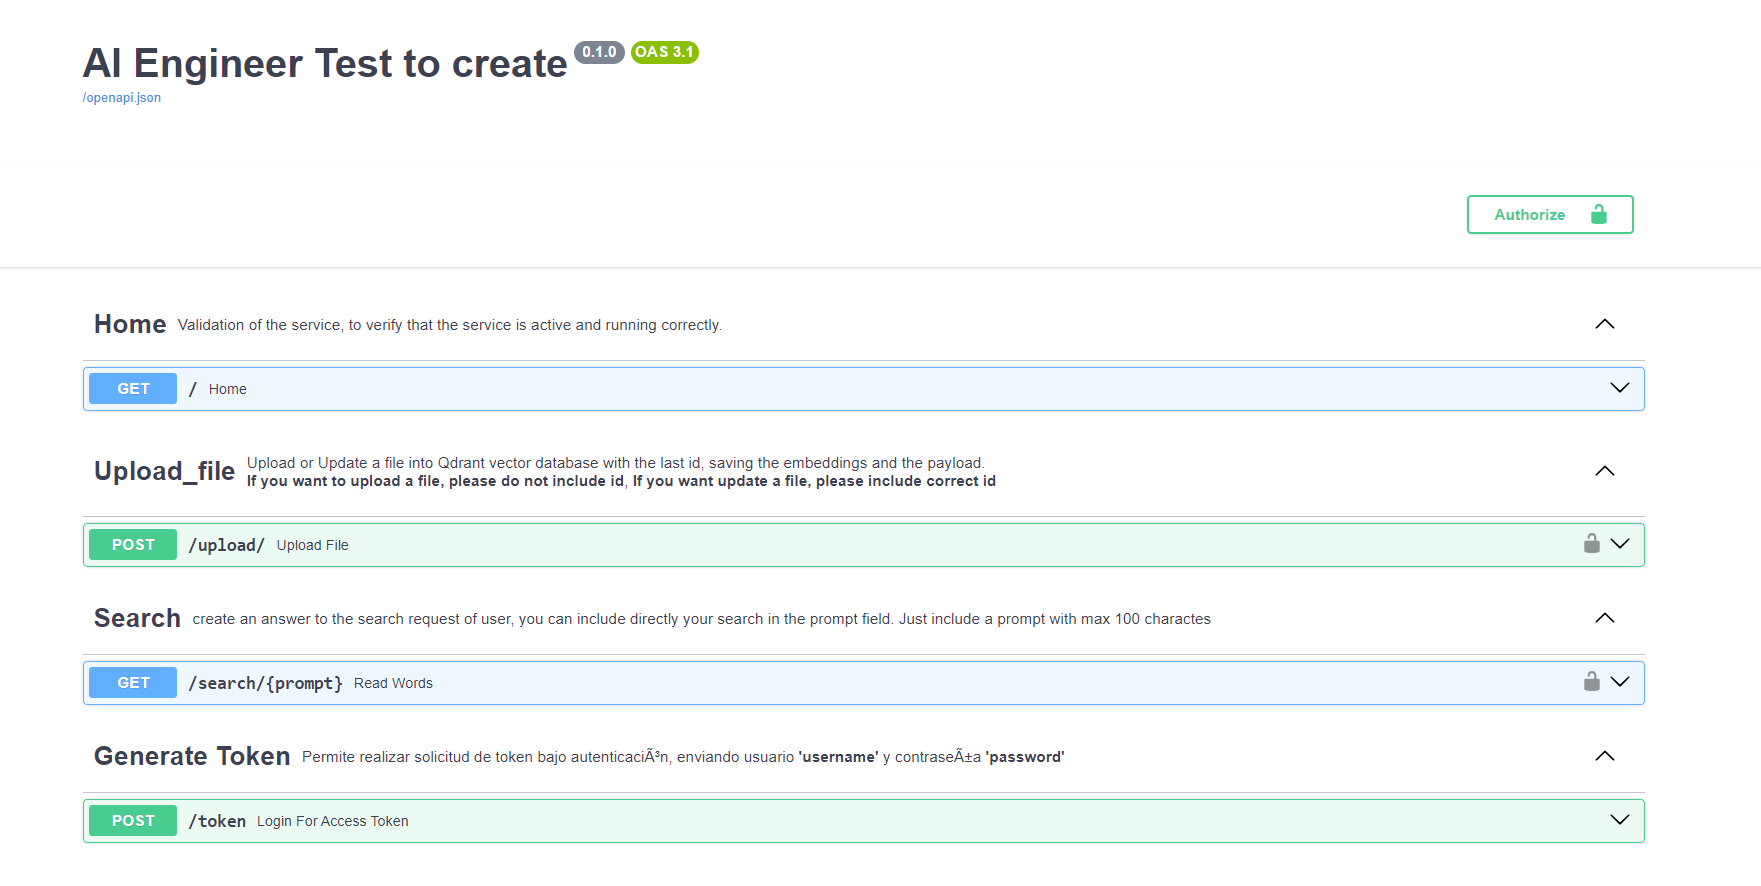 AI Engineer Test to create 0.1.0 OAS 3.1
/openapi.json
Authorize
Home Validation of the service, to verify that the service is active and running correctly.
GET / Home
Upload_file Upload or Update a file into Qdrant vector database with the last id, saving the embeddings and the payload.
If you want to upload a file, please do not include id, If you want update a file, please include correct id
POST /upload/ Upload File
Search create an answer to the search request of user, you can include directly your search in the prompt field. Just include a prompt with max 100 charactes
GET /search/{prompt} Read Words
Generate Token Permite realizar solicitud de token bajo autenticaciÃ³n, enviando usuario 'username' y contraseÃ±a 'password'
POST /token Login For Access Token